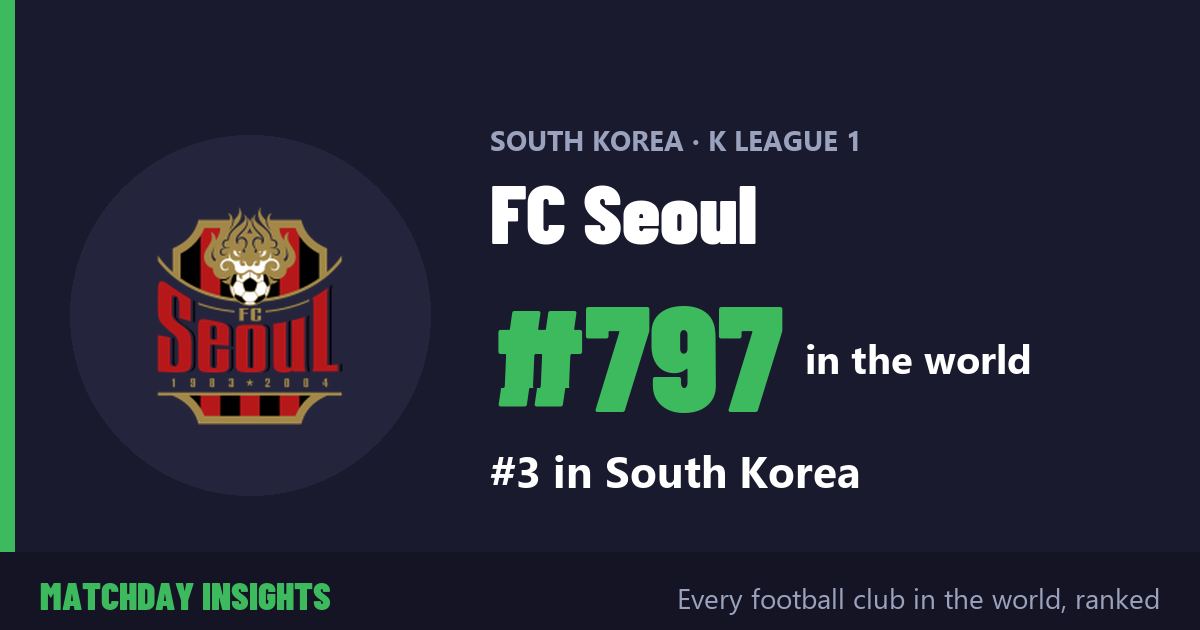 SOUTH KOREA · K LEAGUE 1
FC Seoul
FC
Seoul
1983★2004
#797 in the world
#3 in South Korea
MATCHDAY INSIGHTS
Every football club in the world, ranked